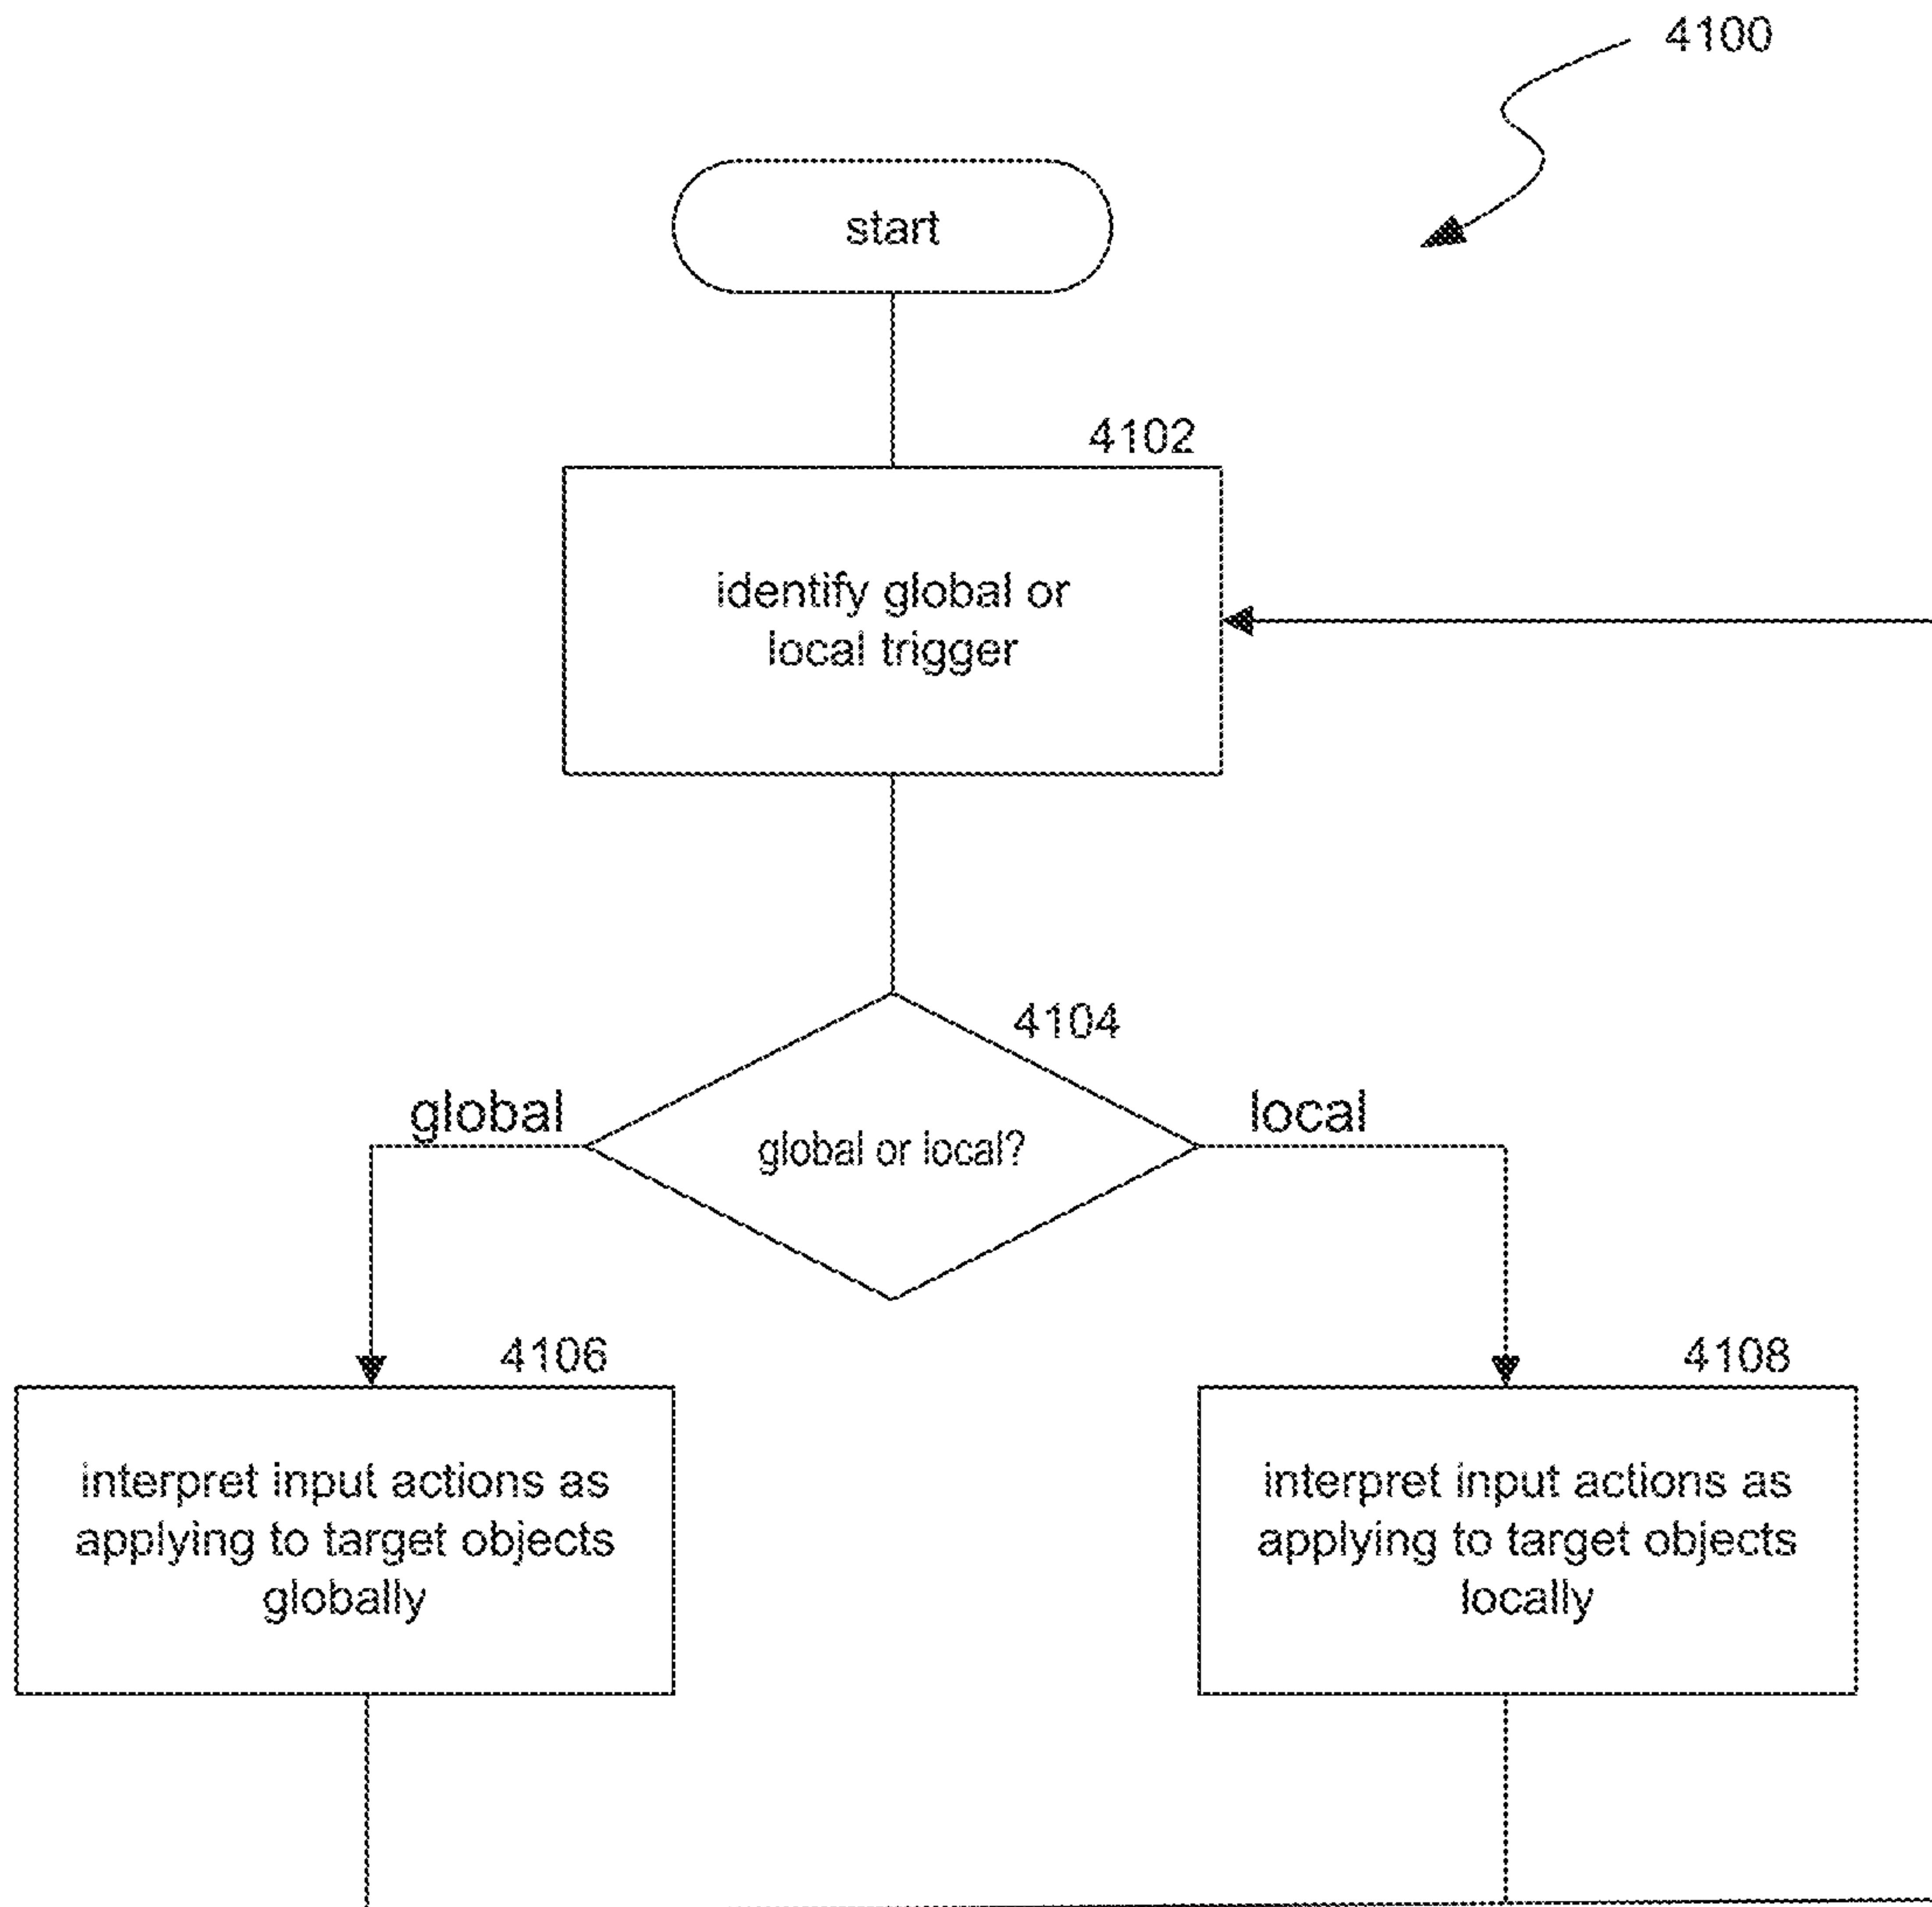 4100
start
4102
identify global or
local trigger
4104
global
global or local?
local
4106
4108
interpret input actions as
applying to target objects
globally
interpret input actions as
applying to target objects
locally